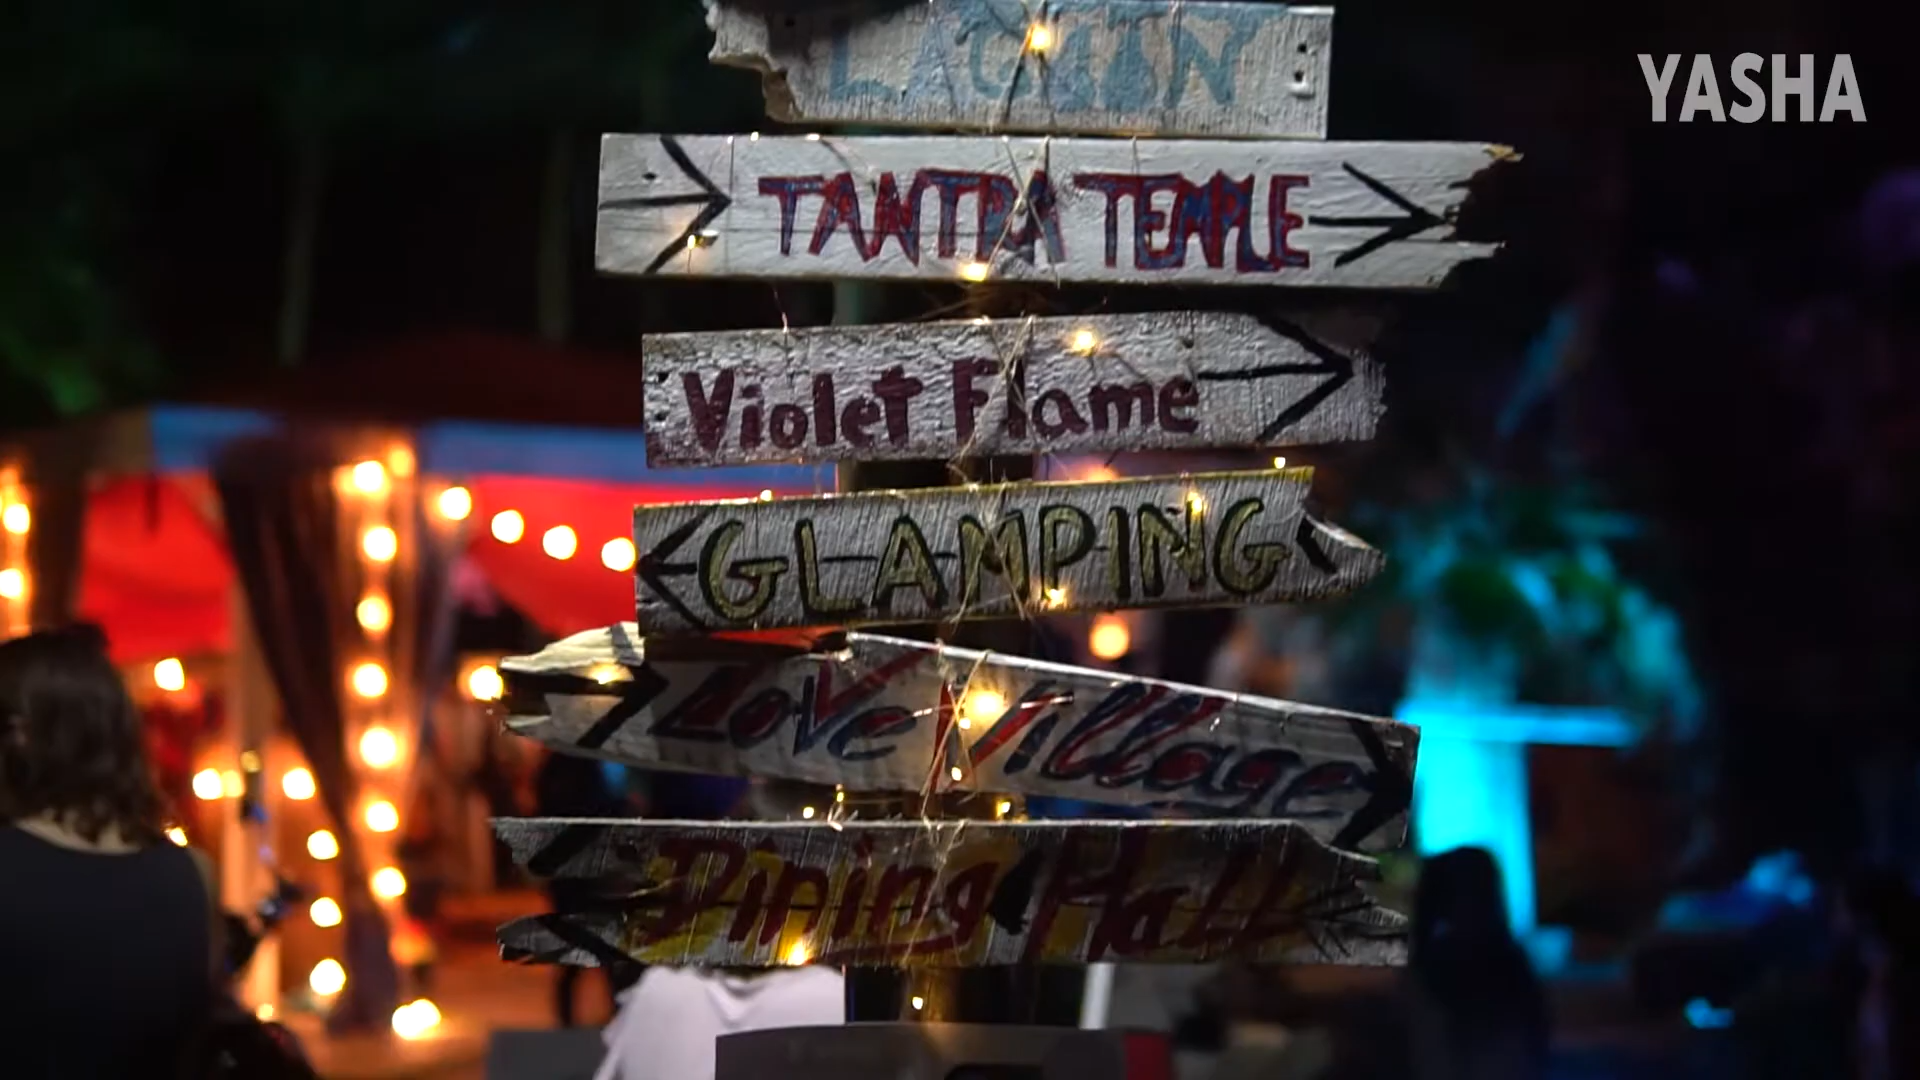 YASHA
TANTRA TEMPLE
Violet Flame
GLAMPING
Love Village
Dining Hall